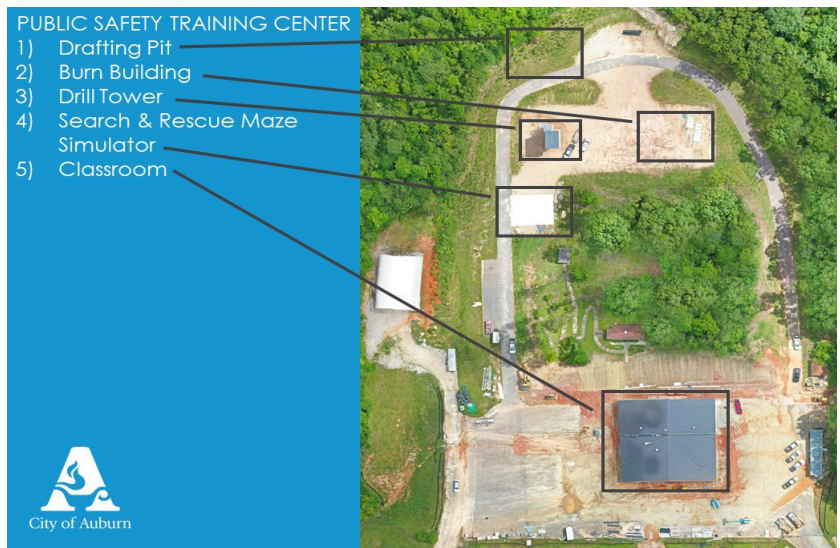 PUBLIC SAFETY TRAINING CENTER
1) Drafting Pit
2) Burn Building
3) Drill Tower
4) Search & Rescue Maze
Simulator
5) Classroom
City of Auburn